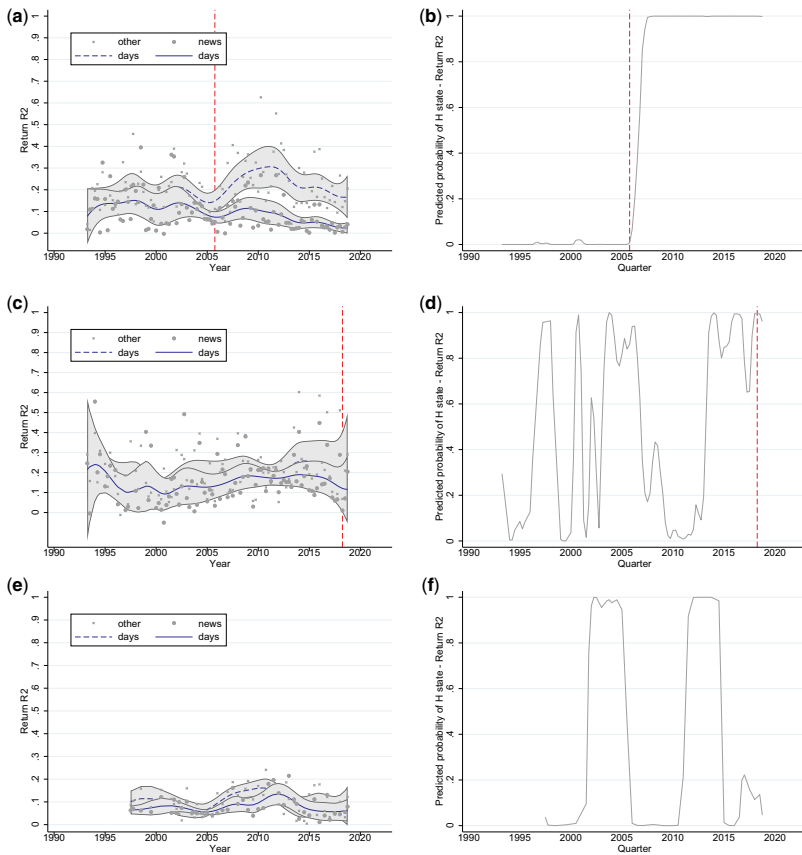 (a)
other news
days days
Return R2
0 .1 .2 .3 .4 .5 .6 .7 .8 .9 1
1990 1995 2000 2005 2010 2015 2020
Year
(b)
Predicted probability of H state - Return R2
0 .2 .4 .6 .8 1
1990 1995 2000 2005 2010 2015 2020
Quarter
(c)
other news
days days
Return R2
0 .1 .2 .3 .4 .5 .6 .7 .8 .9 1
1990 1995 2000 2005 2010 2015 2020
Year
(d)
Predicted probability of H state - Return R2
0 .2 .4 .6 .8 1
1990 1995 2000 2005 2010 2015 2020
Quarter
(e)
other news
days days
Return R2
0 .1 .2 .3 .4 .5 .6 .7 .8 .9 1
1990 1995 2000 2005 2010 2015 2020
Year
(f)
Predicted probability of H state - Return R2
0 .2 .4 .6 .8 1
1990 1995 2000 2005 2010 2015 2020
Quarter